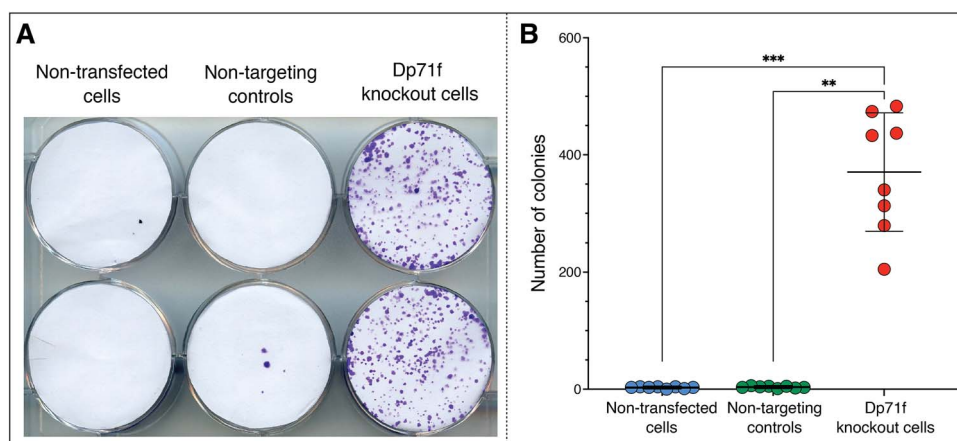 A
Non-transfected
cells
Non-targeting
controls
Dp71f
knockout cells
B
Number of colonies
600
400
200
0
***
**
Non-transfected
cells
Non-targeting
controls
Dp71f
knockout cells